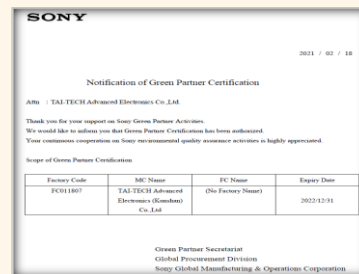 SONY
2021 / 02 / 18
Notification of Green Partner Certification
Attn : TAI-TECH Advanced Electronics Co.,Ltd.
Thank you for your support on Sony Green Partner Activities.
We would like to inform you that Green Partner Certification has been authorized.
Your continuous cooperation on Sony environmental quality assurance activities is highly appreciated.
Scope of Green Partner Certification
Factory Code MC Name FC Name Expiry Date
FC011807 TAI-TECH Advanced Electronics (Kunshan) Co.,Ltd (No Factory Name) 2022/12/31
Green Partner Secretariat
Global Procurement Division
Sony Global Manufacturing & Operations Corporation